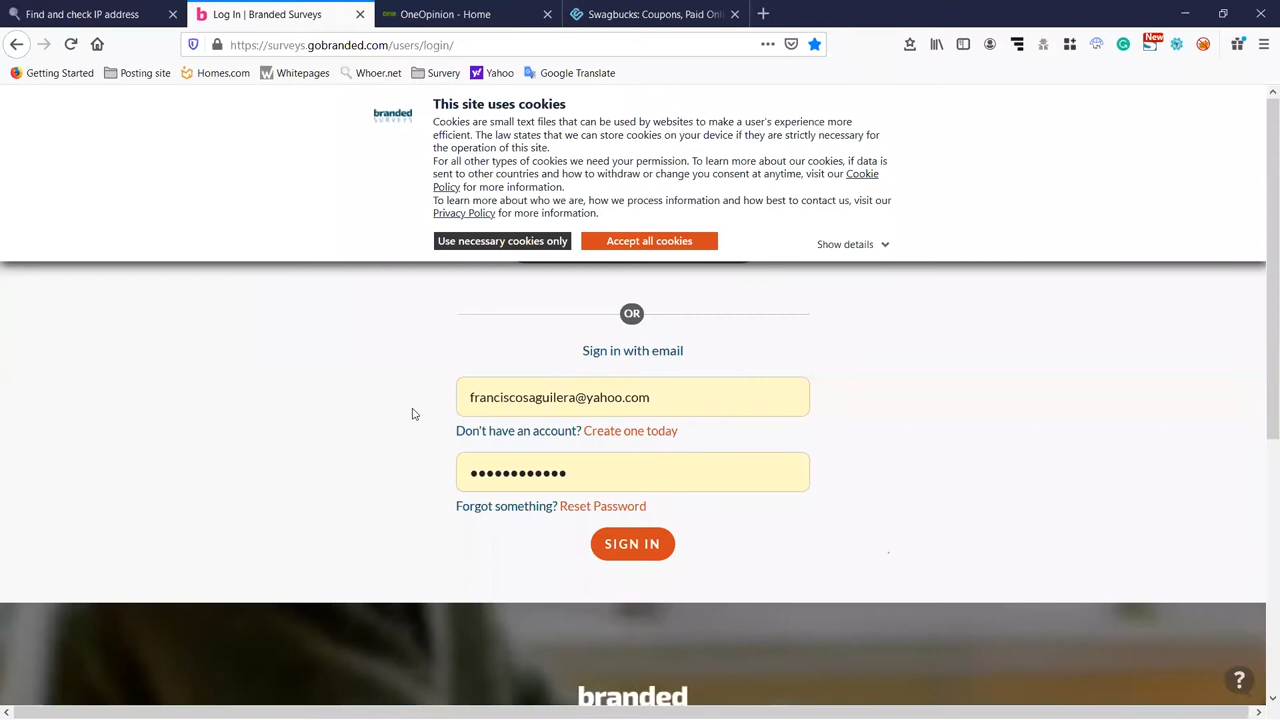 Find and check IP address
Log In | Branded Surveys
OneOpinion - Home
Swagbucks: Coupons, Paid Onli
https://surveys.gobranded.com/users/login/
New
Getting Started
Posting site
Homes.com
Whitepages
Whoer.net
Survery
Yahoo
Google Translate
branded
SURVEYS
This site uses cookies
Cookies are small text files that can be used by websites to make a user's experience more
efficient. The law states that we can store cookies on your device if they are strictly necessary for
the operation of this site.
For all other types of cookies we need your permission. To learn more about our cookies, if data is
sent to other countries and how to withdraw or change you consent at anytime, visit our Cookie
Policy for more information.
To learn more about who we are, how we process information and how best to contact us, visit our
Privacy Policy for more information.
Use necessary cookies only
Accept all cookies
Show details
OR
Sign in with email
franciscosaguilera@yahoo.com
Don't have an account? Create one today
●●●●●●●●●●●●
Forgot something? Reset Password
SIGN IN
branded
?